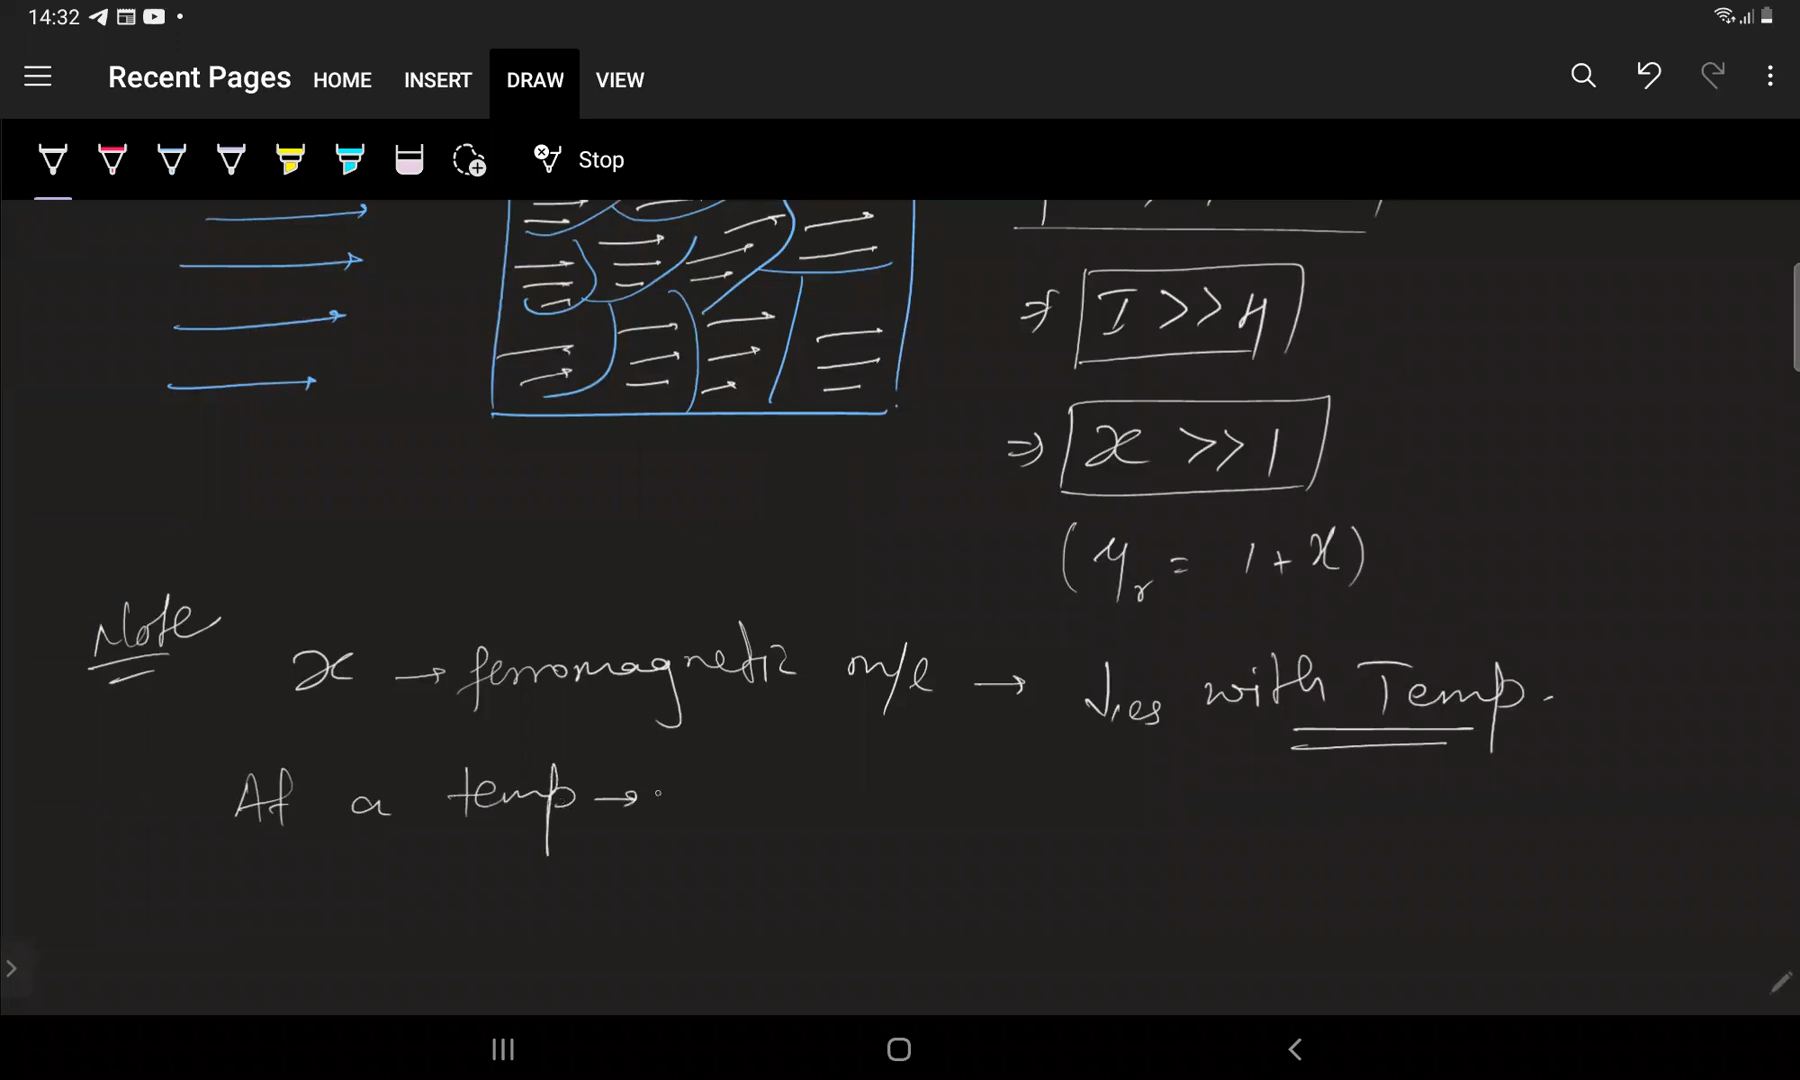 14:32
Recent Pages HOME INSERT DRAW VIEW
Stop
⇒ I >> H
⇒ x >> 1
(μr = 1 + x)
Note
x → ferromagnetic m/l → ↓ies with Temp.
At a temp →